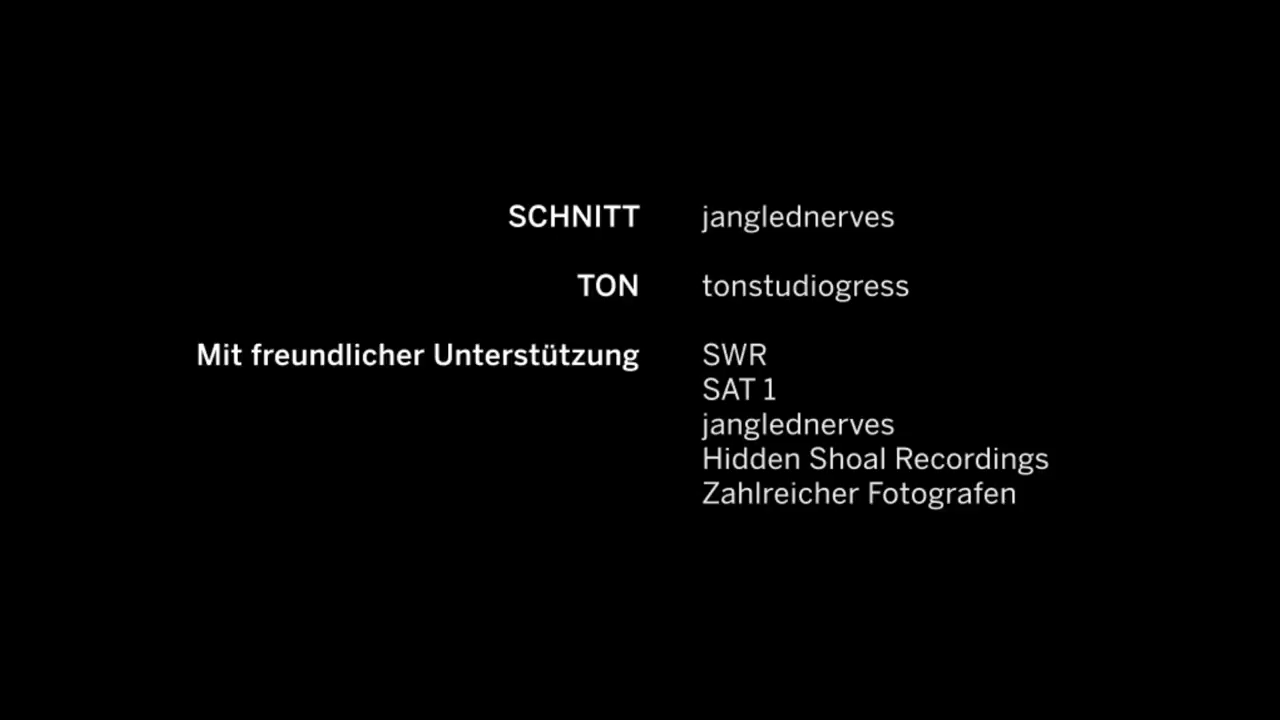 SCHNITT janglednerves
TON tonstudiogress
Mit freundlicher Unterstützung SWR
SAT 1
janglednerves
Hidden Shoal Recordings
Zahlreicher Fotografen